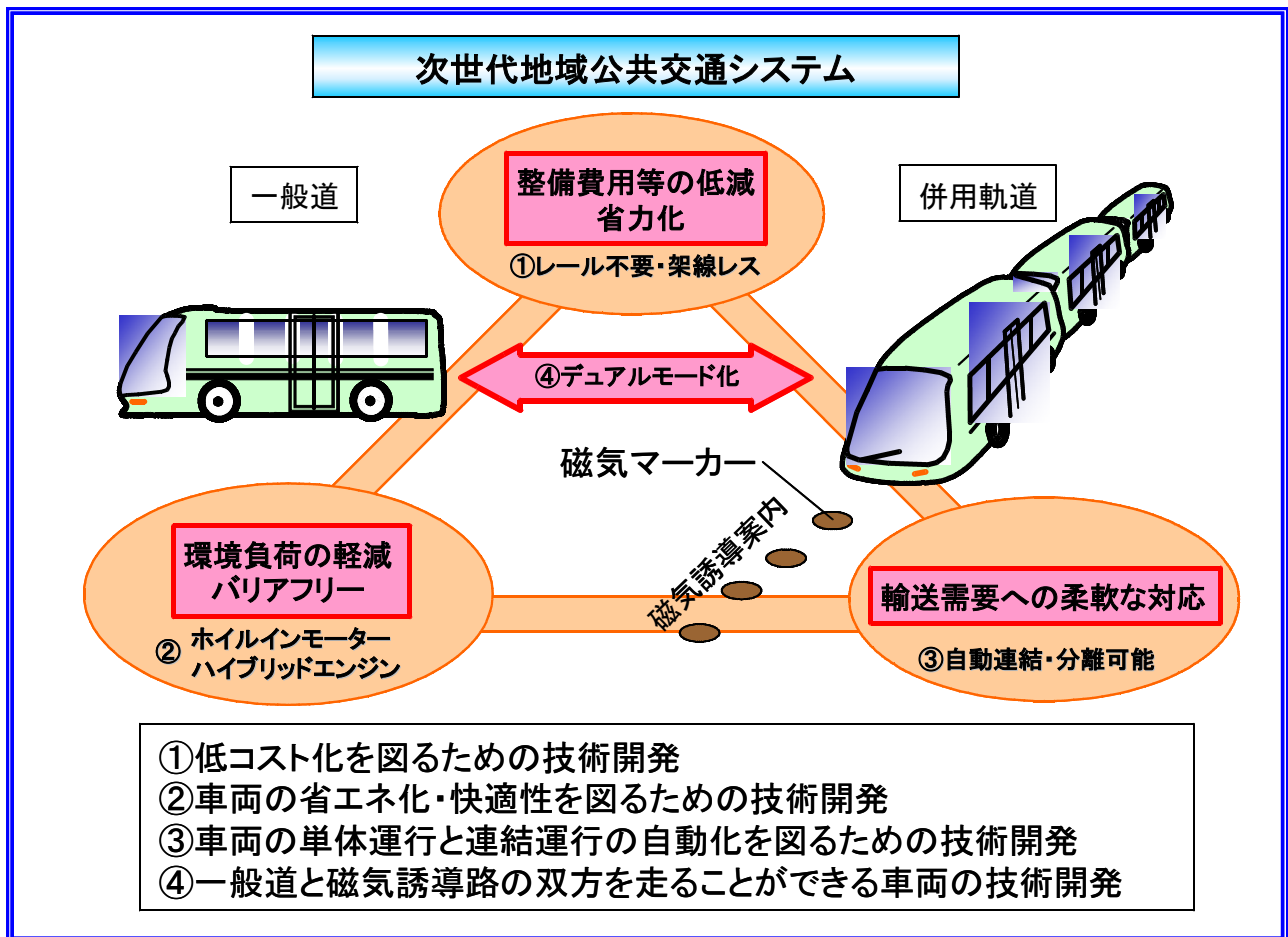 次世代地域公共交通システム
一般道
整備費用等の低減
省力化
①レール不要・架線レス
併用軌道
④デュアルモード化
磁気マーカー
磁気誘導案内
環境負荷の軽減
バリアフリー
② ホイルインモーター
ハイブリッドエンジン
輸送需要への柔軟な対応
③自動連結・分離可能
①低コスト化を図るための技術開発
②車両の省エネ化・快適性を図るための技術開発
③車両の単体運行と連結運行の自動化を図るための技術開発
④一般道と磁気誘導路の双方を走ることができる車両の技術開発